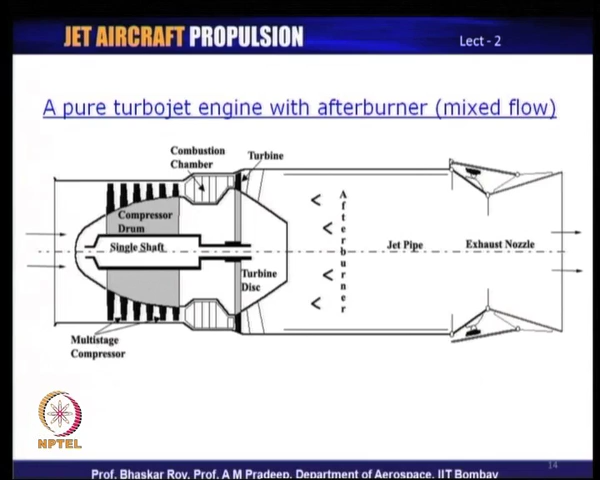 JET AIRCRAFT PROPULSION
Lect - 2
A pure turbojet engine with afterburner (mixed flow)
Combustion
Chamber
Turbine
Compressor
Drum
Single Shaft
Afterburner
Jet Pipe
Exhaust Nozzle
Turbine
Disc
Multistage
Compressor
NPTEL
14
Prof. Bhaskar Roy, Prof. A M Pradeep, Department of Aerospace, IIT Bombay